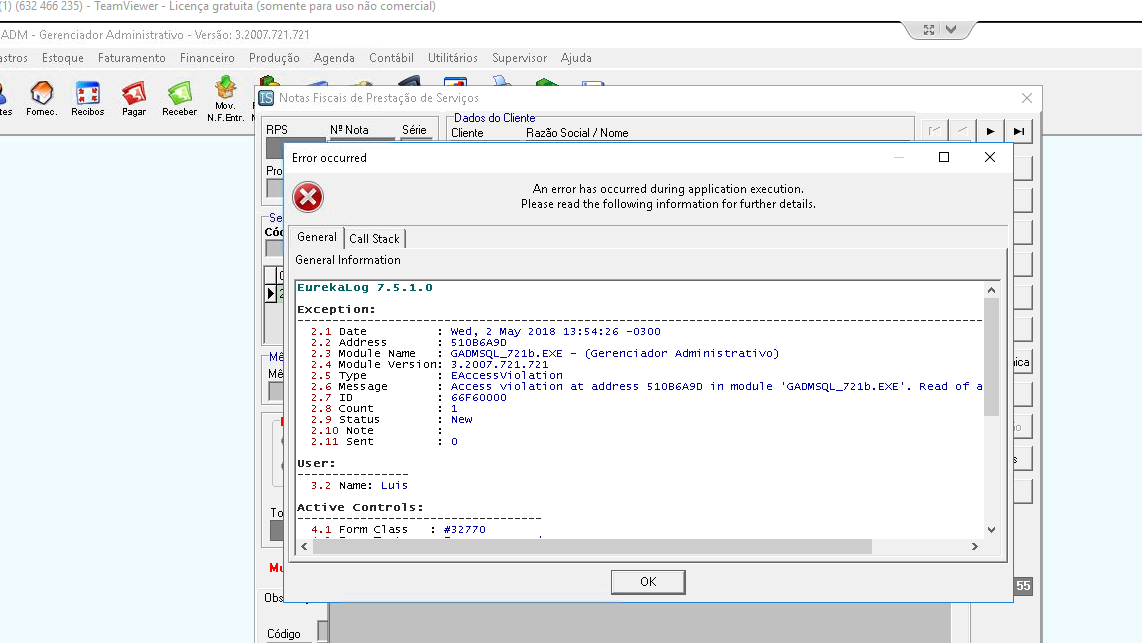 (1) (632 466 235) - TeamViewer - Licença gratuita (somente para uso não comercial)
ADM - Gerenciador Administrativo - Versão: 3.2007.721.721
astros Estoque Faturamento Financeiro Produção Agenda Contábil Utilitários Supervisor Ajuda
tes Fornec. Recibos Pagar Receber Mov. N.F.Entr.
Notas Fiscais de Prestação de Serviços
RPS Nº Nota Série
Dados do Cliente
Cliente Razão Social / Nome
Error occurred
Pro
An error has occurred during application execution.
Please read the following information for further details.
Se
Cód
General Call Stack
General Information
EurekaLog 7.5.1.0
Exception:
-------------------------------------------------------------------------------------------------
2.1 Date : Wed, 2 May 2018 13:54:26 -0300
2.2 Address : 510B6A9D
2.3 Module Name : GADMSQL_721b.EXE - (Gerenciador Administrativo)
2.4 Module Version: 3.2007.721.721
2.5 Type : EAccessViolation
2.6 Message : Access violation at address 510B6A9D in module 'GADMSQL_721b.EXE'. Read of a
2.7 ID : 66F60000
2.8 Count : 1
2.9 Status : New
2.10 Note :
2.11 Sent : 0
User:
----------------
3.2 Name: Luis
Active Controls:
-----------------------------------
4.1 Form Class : #32770
Mê
Mê
ica
ão
s
To
Mu
OK
55
Obs
Código